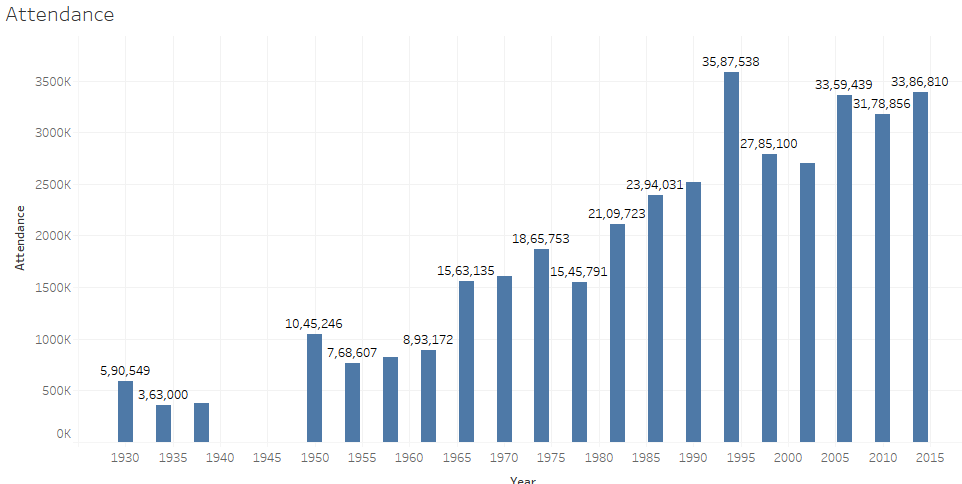 Attendance
35,87,538
33,59,439
33,86,810
31,78,856
27,85,100
23,94,031
21,09,723
18,65,753
15,63,135
15,45,791
10,45,246
8,93,172
7,68,607
5,90,549
3,63,000
3500K
3000K
2500K
2000K
1500K
1000K
500K
0K
Attendance
1930 1935 1940 1945 1950 1955 1960 1965 1970 1975 1980 1985 1990 1995 2000 2005 2010 2015
Year